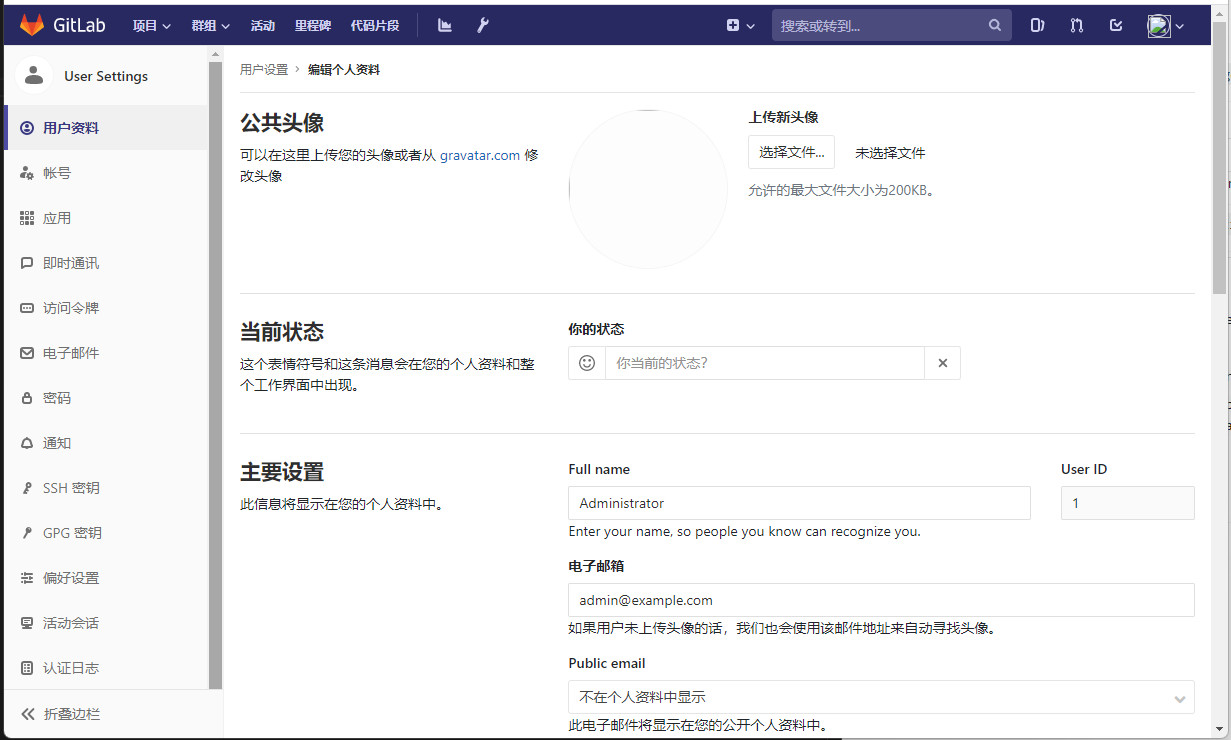 GitLab 项目 群组 活动 里程碑 代码片段 搜索或转到...
User Settings
用户资料
帐号
应用
即时通讯
访问令牌
电子邮件
密码
通知
SSH 密钥
GPG 密钥
偏好设置
活动会话
认证日志
折叠边栏
用户设置 › 编辑个人资料
公共头像
可以在这里上传您的头像或者从 gravatar.com 修
改头像
上传新头像
选择文件... 未选择文件
允许的最大文件大小为200KB。
当前状态
这个表情符号和这条消息会在您的个人资料和整
个工作界面中出现。
你的状态
你当前的状态?
主要设置
此信息将显示在您的个人资料中。
Full name User ID
Administrator 1
Enter your name, so people you know can recognize you.
电子邮箱
admin@example.com
如果用户未上传头像的话，我们也会使用该邮件地址来自动寻找头像。
Public email
不在个人资料中显示
此电子邮件将显示在您的公开个人资料中。